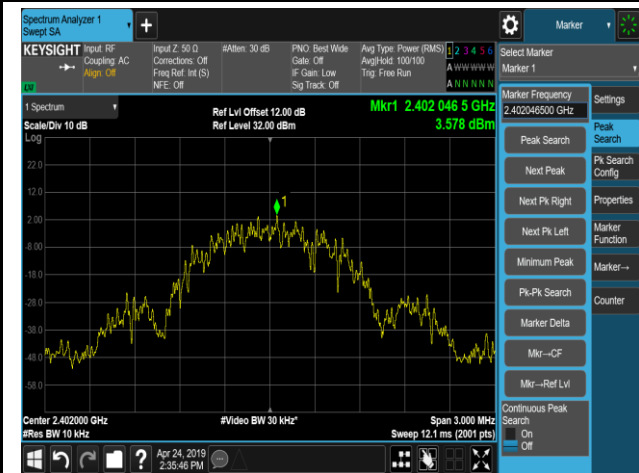 Spectrum Analyzer 1
Swept SA
+
Marker
KEYSIGHT
Input: RF
Coupling: AC
Align: Off
Input Z: 50 Ω
Corrections: Off
Freq Ref: Int (S)
NFE: Off
#Atten: 30 dB
PNO: Best Wide
Gate: Off
IF Gain: Low
Sig Track: Off
Avg Type: Power (RMS)
Avg|Hold: 100/100
Trig: Free Run
1 2 3 4 5 6
A W W W W W
A N N N N N
Select Marker
Marker 1
1 Spectrum
Ref Lvl Offset 12.00 dB
Mkr1 2.402 046 5 GHz
Scale/Div 10 dB
Ref Level 32.00 dBm
3.578 dBm
Log
22.0
12.0
2.00
-8.00
-18.0
-28.0
-38.0
-48.0
-58.0
1
Center 2.402000 GHz
#Video BW 30 kHz*
Span 3.000 MHz
#Res BW 10 kHz
Sweep 12.1 ms (2001 pts)
Marker Frequency
2.402046500 GHz
Peak Search
Next Peak
Next Pk Right
Next Pk Left
Minimum Peak
Pk-Pk Search
Marker Delta
Mkr→CF
Mkr→Ref Lvl
Continuous Peak
Search
On
Off
Settings
Peak
Search
Pk Search
Config
Properties
Marker
Function
Marker→
Counter
?
Apr 24, 2019
2:35:46 PM